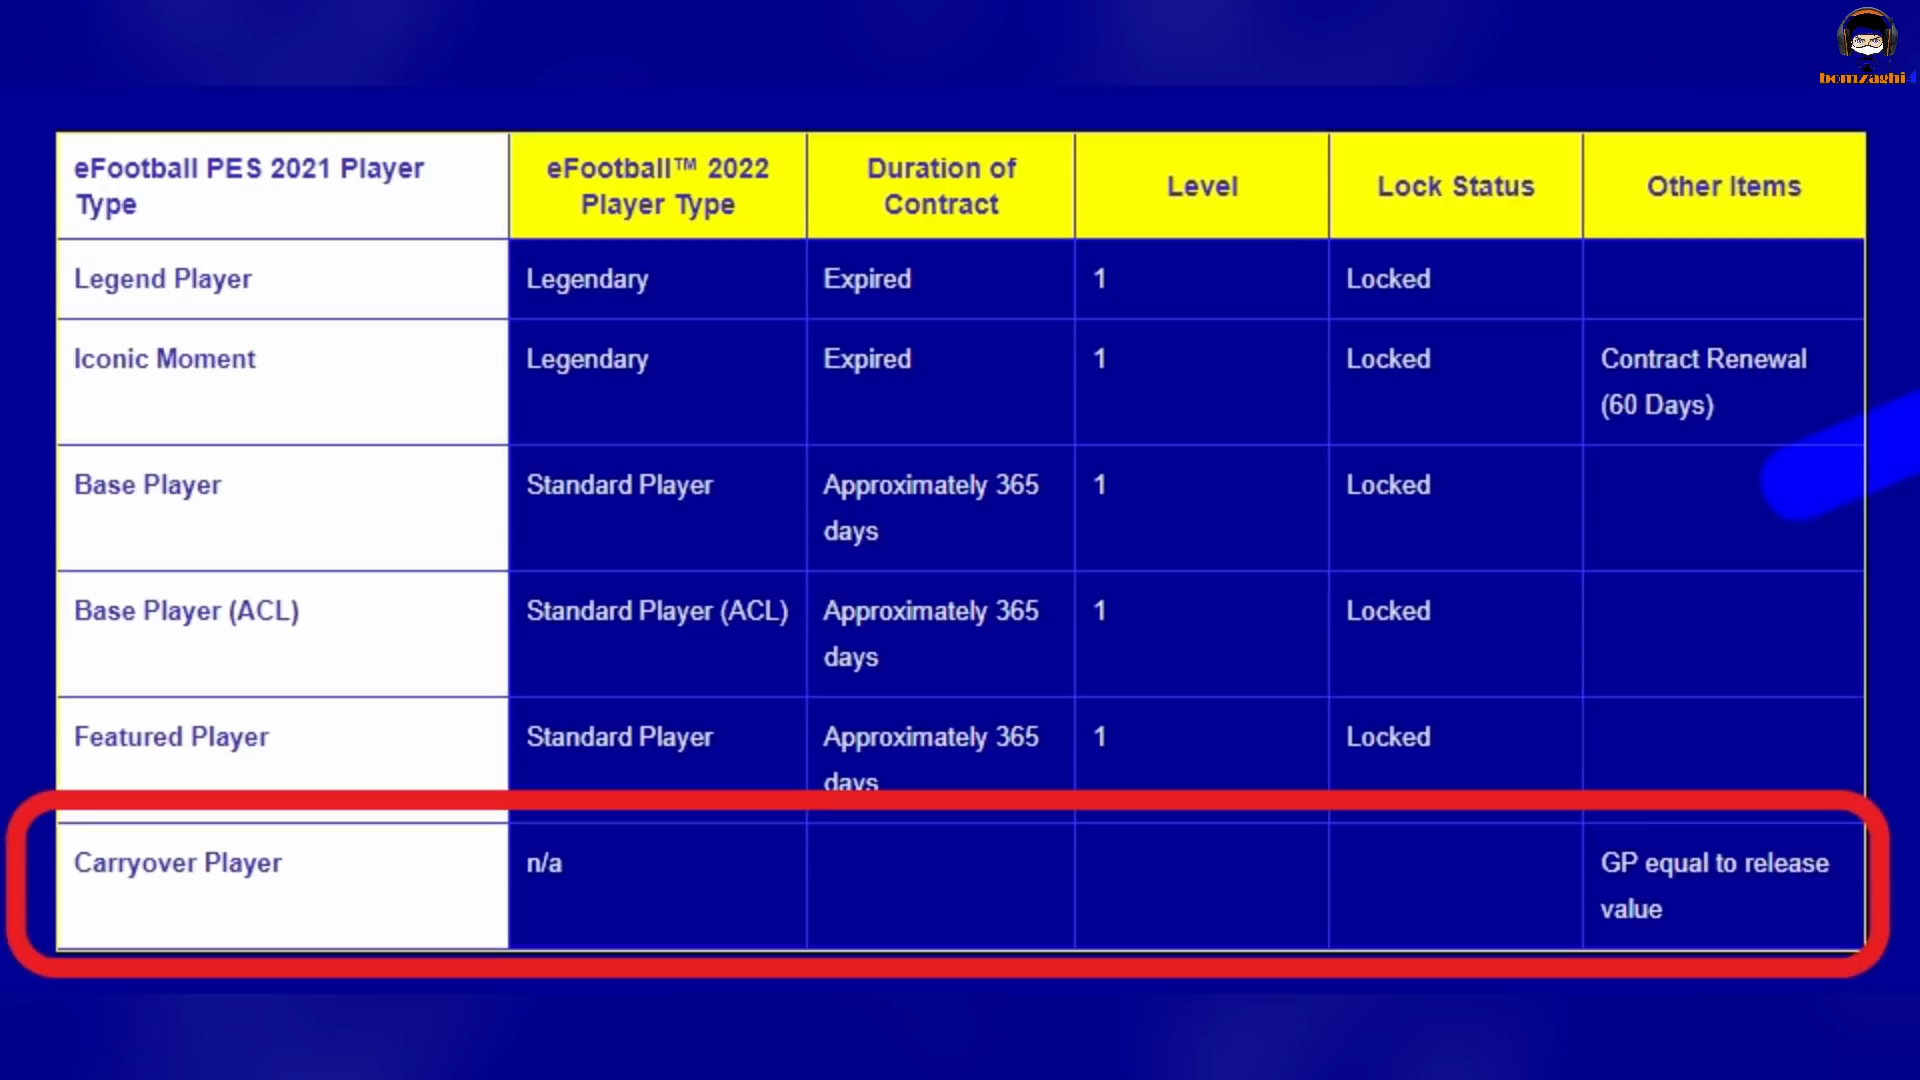 bomzaghi4
eFootball PES 2021 Player
Type
eFootball™ 2022
Player Type
Duration of
Contract
Level
Lock Status
Other Items
Legend Player
Legendary
Expired
1
Locked
Iconic Moment
Legendary
Expired
1
Locked
Contract Renewal
(60 Days)
Base Player
Standard Player
Approximately 365
days
1
Locked
Base Player (ACL)
Standard Player (ACL)
Approximately 365
days
1
Locked
Featured Player
Standard Player
Approximately 365
days
1
Locked
Carryover Player
n/a
GP equal to release
value